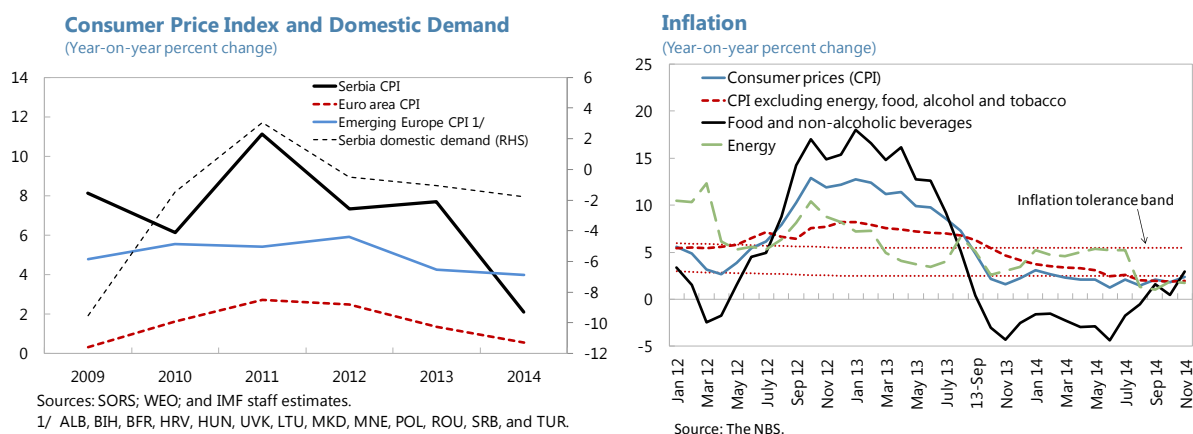 Consumer Price Index and Domestic Demand
(Year-on-year percent change)
14
12
10
8
6
4
2
0
6
4
2
0
-2
-4
-6
-8
-10
-12
Serbia CPI
Euro area CPI
Emerging Europe CPI 1/
Serbia domestic demand (RHS)
2009 2010 2011 2012 2013 2014
Sources: SORS; WEO; and IMF staff estimates.
1/ ALB, BIH, BFR, HRV, HUN, UVK, LTU, MKD, MNE, POL, ROU, SRB, and TUR.
Inflation
(Year-on-year percent change)
25
20
15
10
5
0
-5
Consumer prices (CPI)
CPI excluding energy, food, alcohol and tobacco
Food and non-alcoholic beverages
Energy
Inflation tolerance band
Jan 12
Mar 12
May 12
July 12
Sep 12
Nov 12
Jan 13
Mar 13
May 13
July 13
13-Sep
Nov 13
Jan 14
Mar 14
May 14
July 14
Sep 14
Nov 14
Source: The NBS.